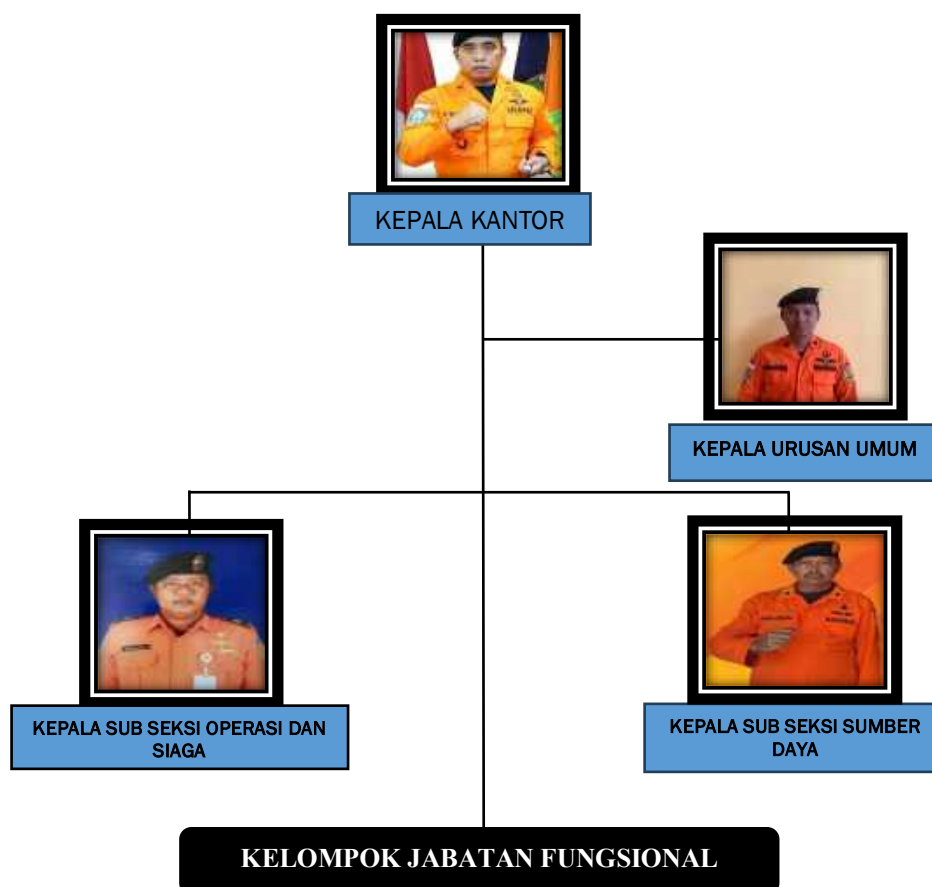 KEPALA KANTOR
KEPALA URUSAN UMUM
KEPALA SUB SEKSI OPERASI DAN
SIAGA
KEPALA SUB SEKSI SUMBER
DAYA
KELOMPOK JABATAN FUNGSIONAL